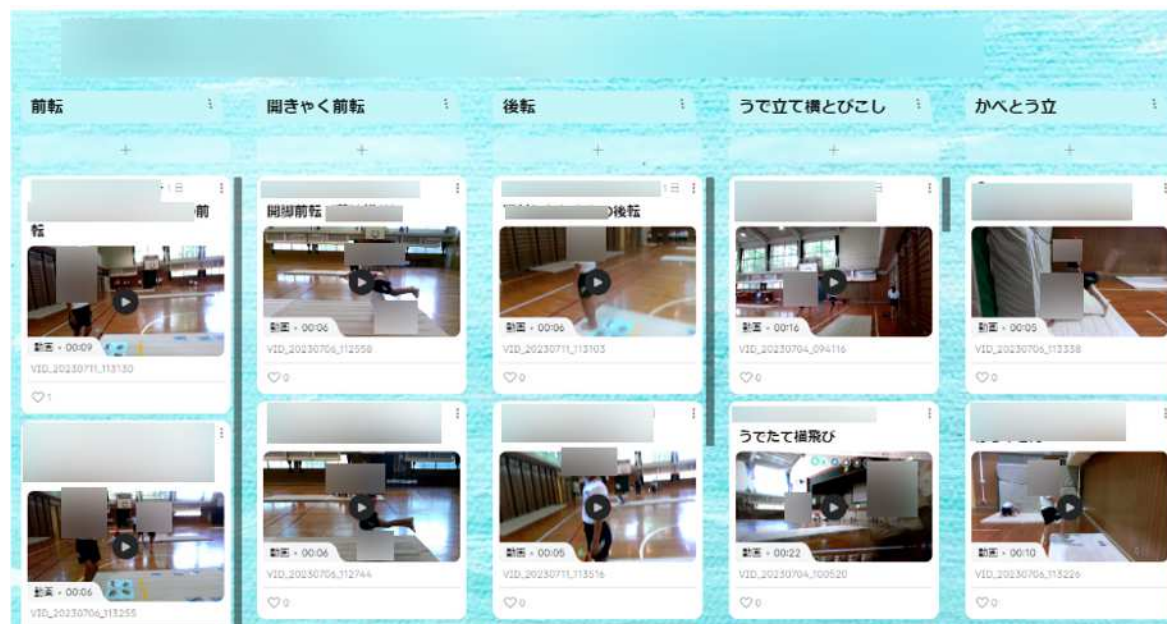 前転
開きゃく前転
後転
うで立て横とびこし
かべとう立
+
+
+
+
+
の前
転
動画・00:09
VID_20230711_113130
1
動画・00:06
VID_20230706_113255
開脚前転
動画・00:06
VID_20230706_112558
0
動画・00:06
VID_20230706_112744
0
の後転
動画・00:06
VID_20230711_113103
0
動画・00:05
VID_20230711_113516
0
動画・00:16
VID_20230704_094116
0
うでたて横飛び
動画・00:22
VID_20230704_100520
0
動画・00:05
VID_20230706_113338
0
動画・00:10
VID_20230706_113226
0